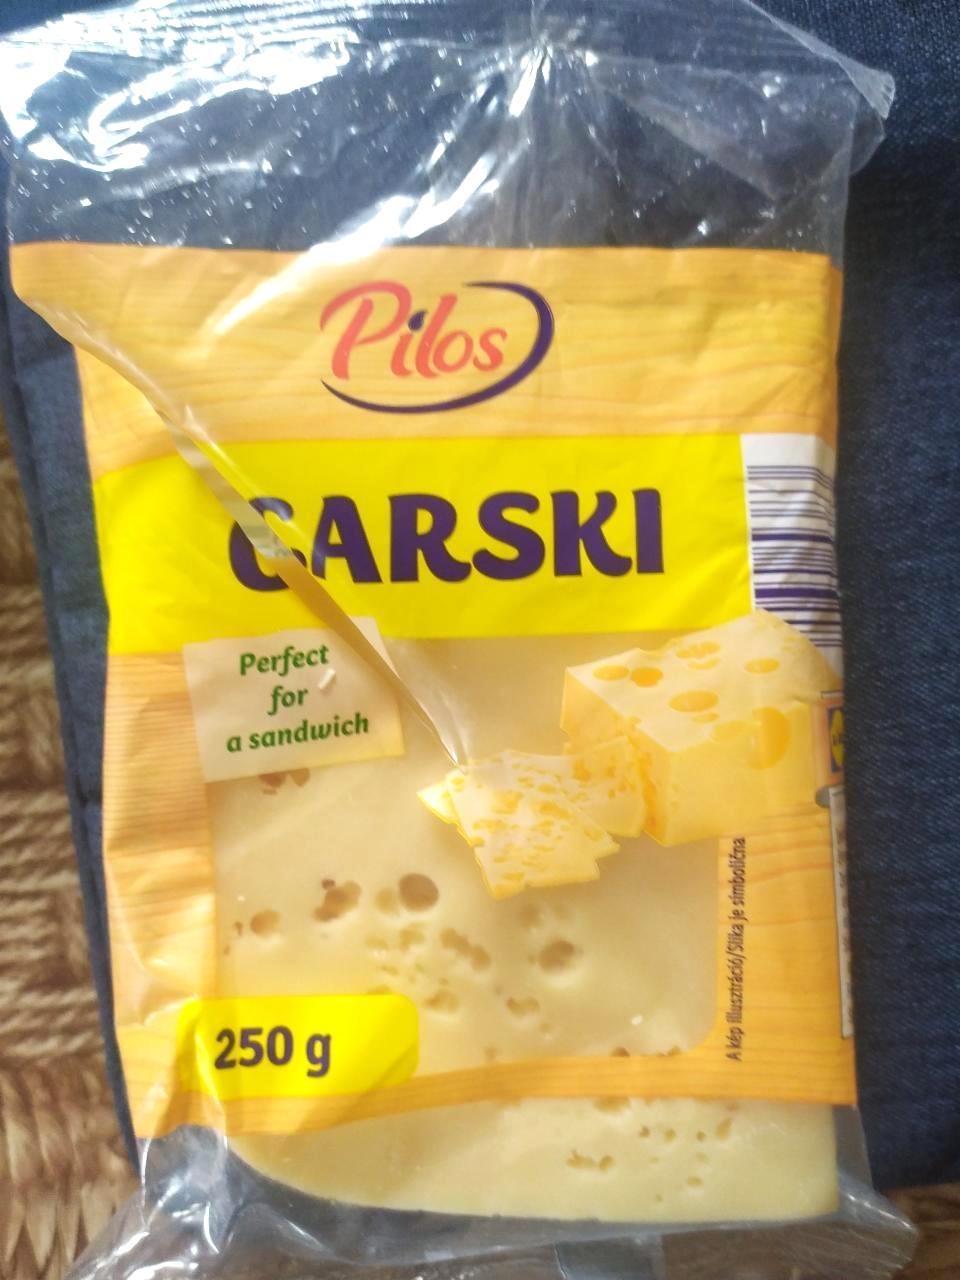 Pilos
CARSKI
Perfect
for
a sandwich
250 g
A kép illusztráció/Slika je simbolična